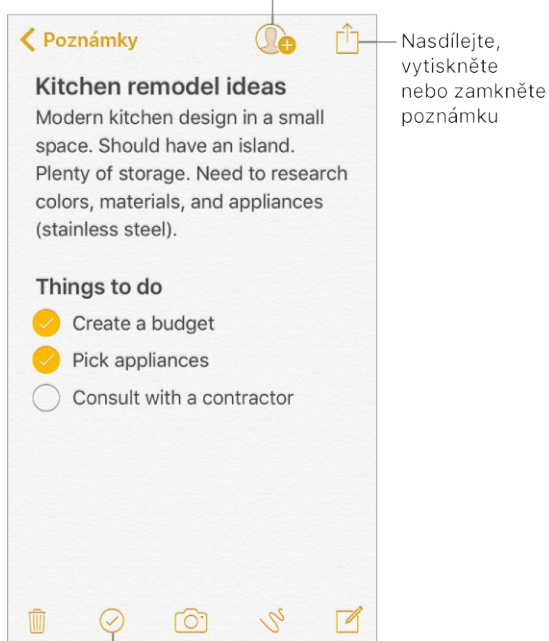 Poznámky
Nasdílejte,
vytiskněte
nebo zamkněte
poznámku
Kitchen remodel ideas
Modern kitchen design in a small
space. Should have an island.
Plenty of storage. Need to research
colors, materials, and appliances
(stainless steel).
Things to do
Create a budget
Pick appliances
Consult with a contractor